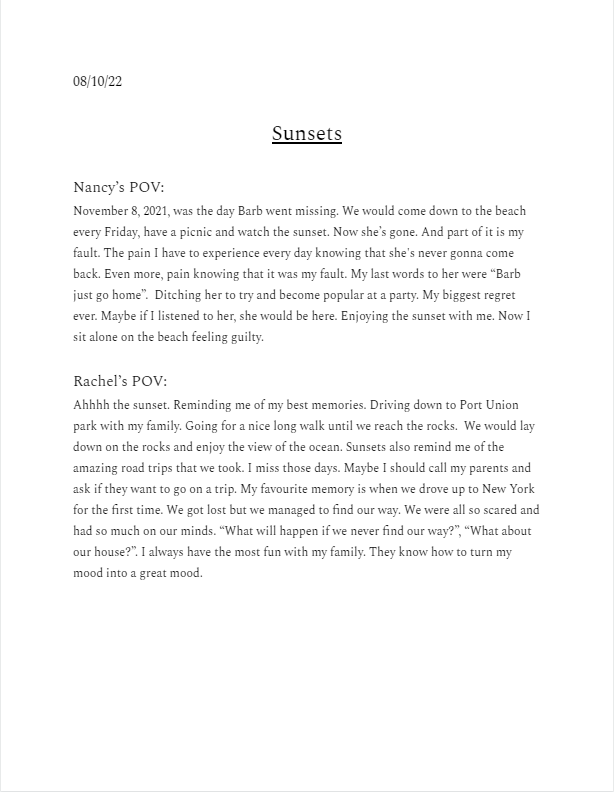 08/10/22
Sunsets
Nancy’s POV:
November 8, 2021, was the day Barb went missing. We would come down to the beach
every Friday, have a picnic and watch the sunset. Now she’s gone. And part of it is my
fault. The pain I have to experience every day knowing that she's never gonna come
back. Even more, pain knowing that it was my fault. My last words to her were “Barb
just go home”.  Ditching her to try and become popular at a party. My biggest regret
ever. Maybe if I listened to her, she would be here. Enjoying the sunset with me. Now I
sit alone on the beach feeling guilty.
Rachel’s POV:
Ahhhh the sunset. Reminding me of my best memories. Driving down to Port Union
park with my family. Going for a nice long walk until we reach the rocks.  We would lay
down on the rocks and enjoy the view of the ocean. Sunsets also remind me of the
amazing road trips that we took. I miss those days. Maybe I should call my parents and
ask if they want to go on a trip. My favourite memory is when we drove up to New York
for the first time. We got lost but we managed to find our way. We were all so scared and
had so much on our minds. “What will happen if we never find our way?”, “What about
our house?”. I always have the most fun with my family. They know how to turn my
mood into a great mood.